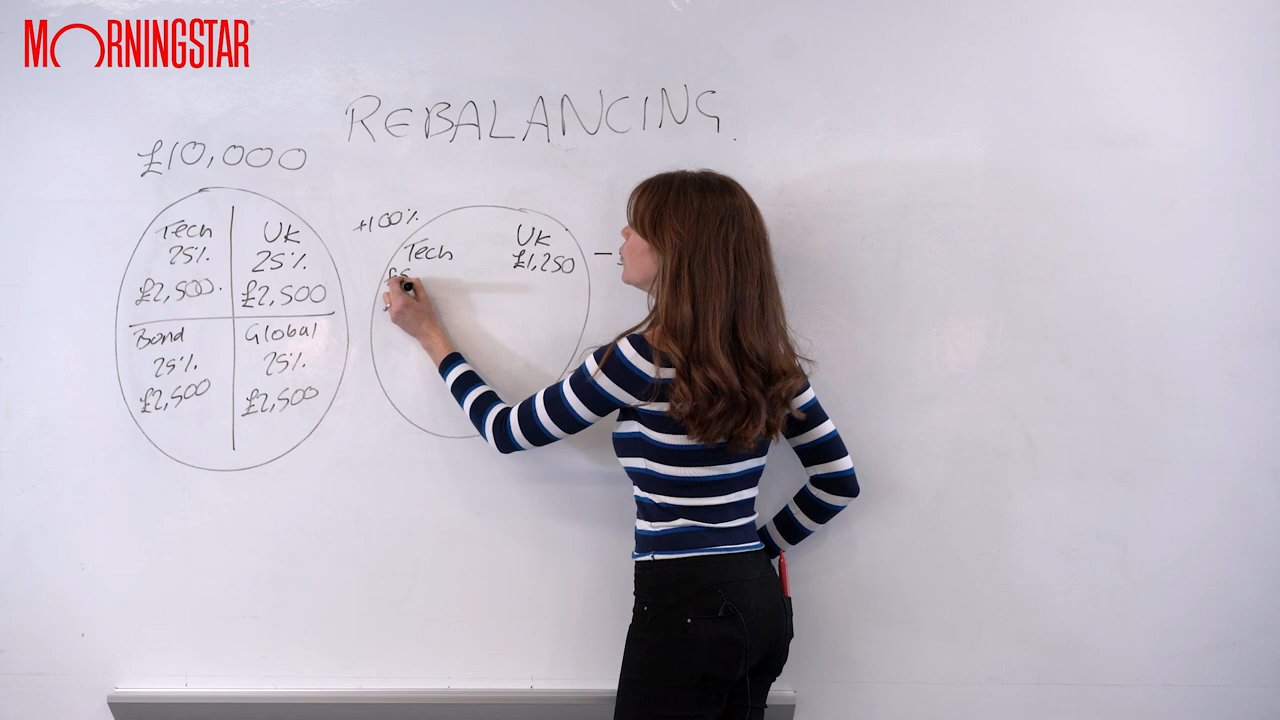 MORNINGSTAR
REBALANCING.
£10,000
Tech
25%
£2,500.
UK
25%.
£2,500
Bond
25%.
£2,500
Global
25%.
£2,500
+100%
Tech
£5
UK
£1,250